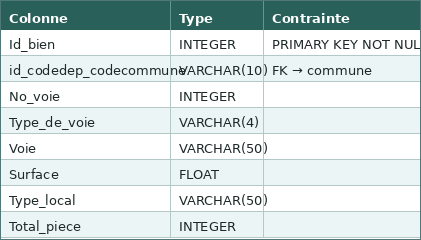 Colonne Type Contrainte
Id_bien INTEGER PRIMARY KEY NOT NUL
id_codedep_codecommune VARCHAR(10) FK → commune
No_voie INTEGER
Type_de_voie VARCHAR(4)
Voie VARCHAR(50)
Surface FLOAT
Type_local VARCHAR(50)
Total_piece INTEGER